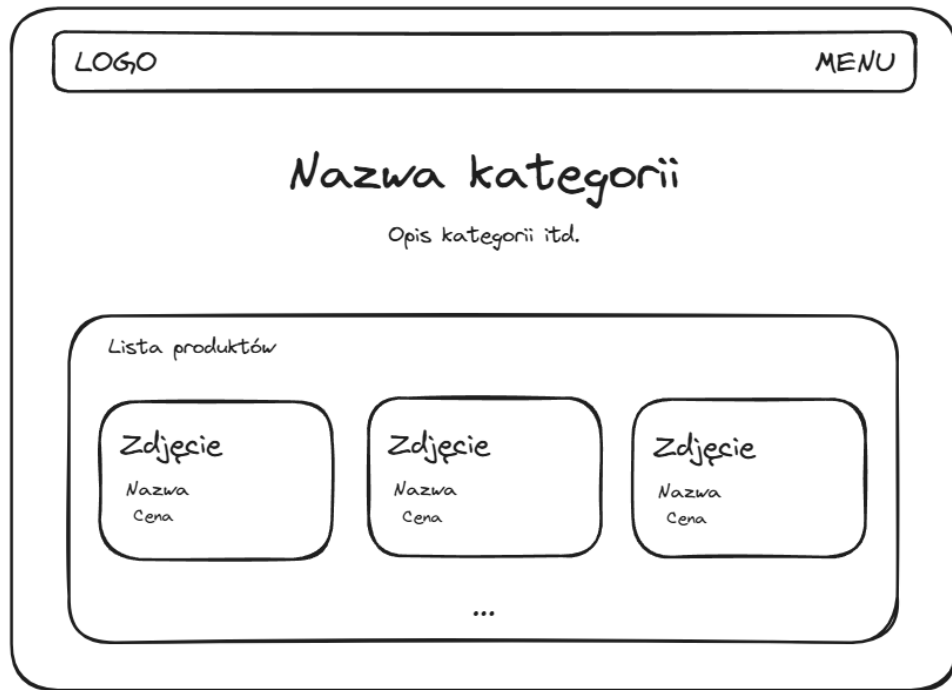 LOGO MENU
Nazwa kategorii
Opis kategorii itd.
Lista produktów
Zdjęcie Zdjęcie Zdjęcie
Nazwa Nazwa Nazwa
Cena Cena Cena
...